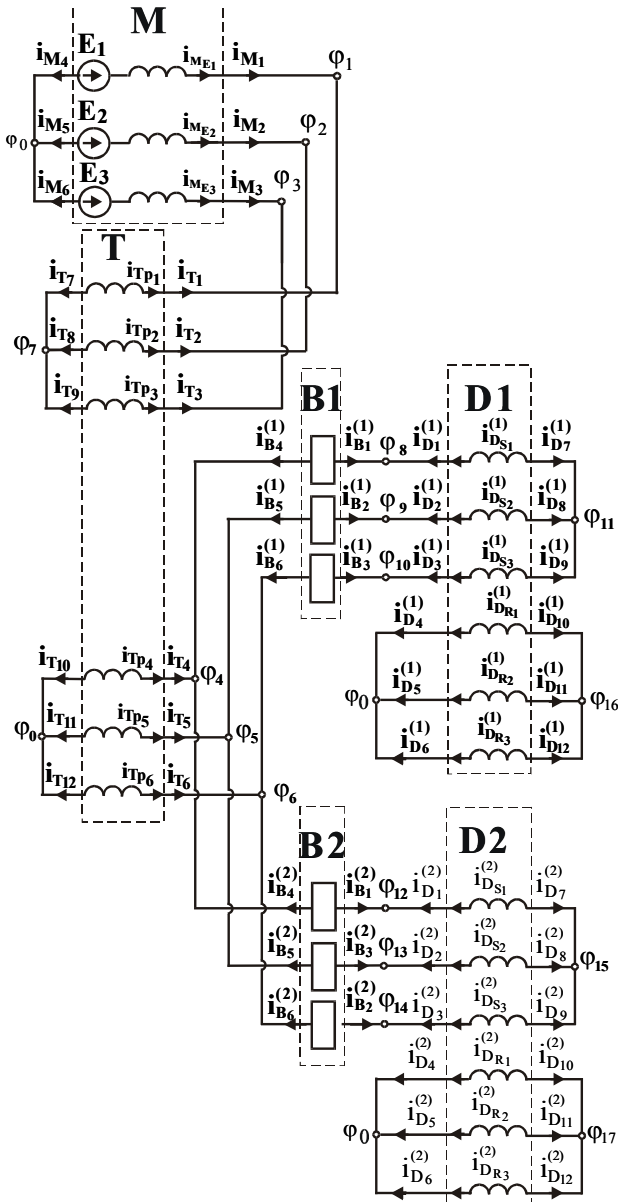 M
i_M4 E1 i_ME1 i_M1 φ1
i_M5 E2 i_ME2 i_M2 φ2
φ0
i_M6 E3 i_ME3 i_M3 φ3
T
i_T7 i_Tp1 i_T1
i_T8 i_Tp2 i_T2
φ7
i_T9 i_Tp3 i_T3
B1 D1
i_B4^(1) i_B1^(1) φ8 i_D1^(1) i_DS1^(1) i_D7^(1)
i_B5^(1) i_B2^(1) φ9 i_D2^(1) i_DS2^(1) i_D8^(1)
φ11
i_B6^(1) i_B3^(1) φ10 i_D3^(1) i_DS3^(1) i_D9^(1)
i_D4^(1) i_DR1^(1) i_D10^(1)
i_D5^(1) i_DR2^(1) i_D11^(1)
φ0 φ16
i_D6^(1) i_DR3^(1) i_D12^(1)
i_T10 i_Tp4 i_T4 φ4
i_T11 i_Tp5 i_T5 φ5
φ0
i_T12 i_Tp6 i_T6 φ6
B2 D2
i_B4^(2) i_B1^(2) φ12 i_D1^(2) i_DS1^(2) i_D7^(2)
i_B5^(2) i_B3^(2) φ13 i_D2^(2) i_DS2^(2) i_D8^(2)
φ15
i_B6^(2) i_B2^(2) φ14 i_D3^(2) i_DS3^(2) i_D9^(2)
i_D4^(2) i_DR1^(2) i_D10^(2)
i_D5^(2) i_DR2^(2) i_D11^(2)
φ0 φ17
i_D6^(2) i_DR3^(2) i_D12^(2)